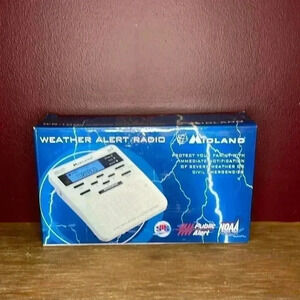 WEATHER ALERT RADIO
MIDLAND
PROTECT YOUR FAMILY WITH
IMMEDIATE NOTIFICATION
OF SEVERE WEATHER OR
CIVIL EMERGENCIES
Public
Alert
NOAA